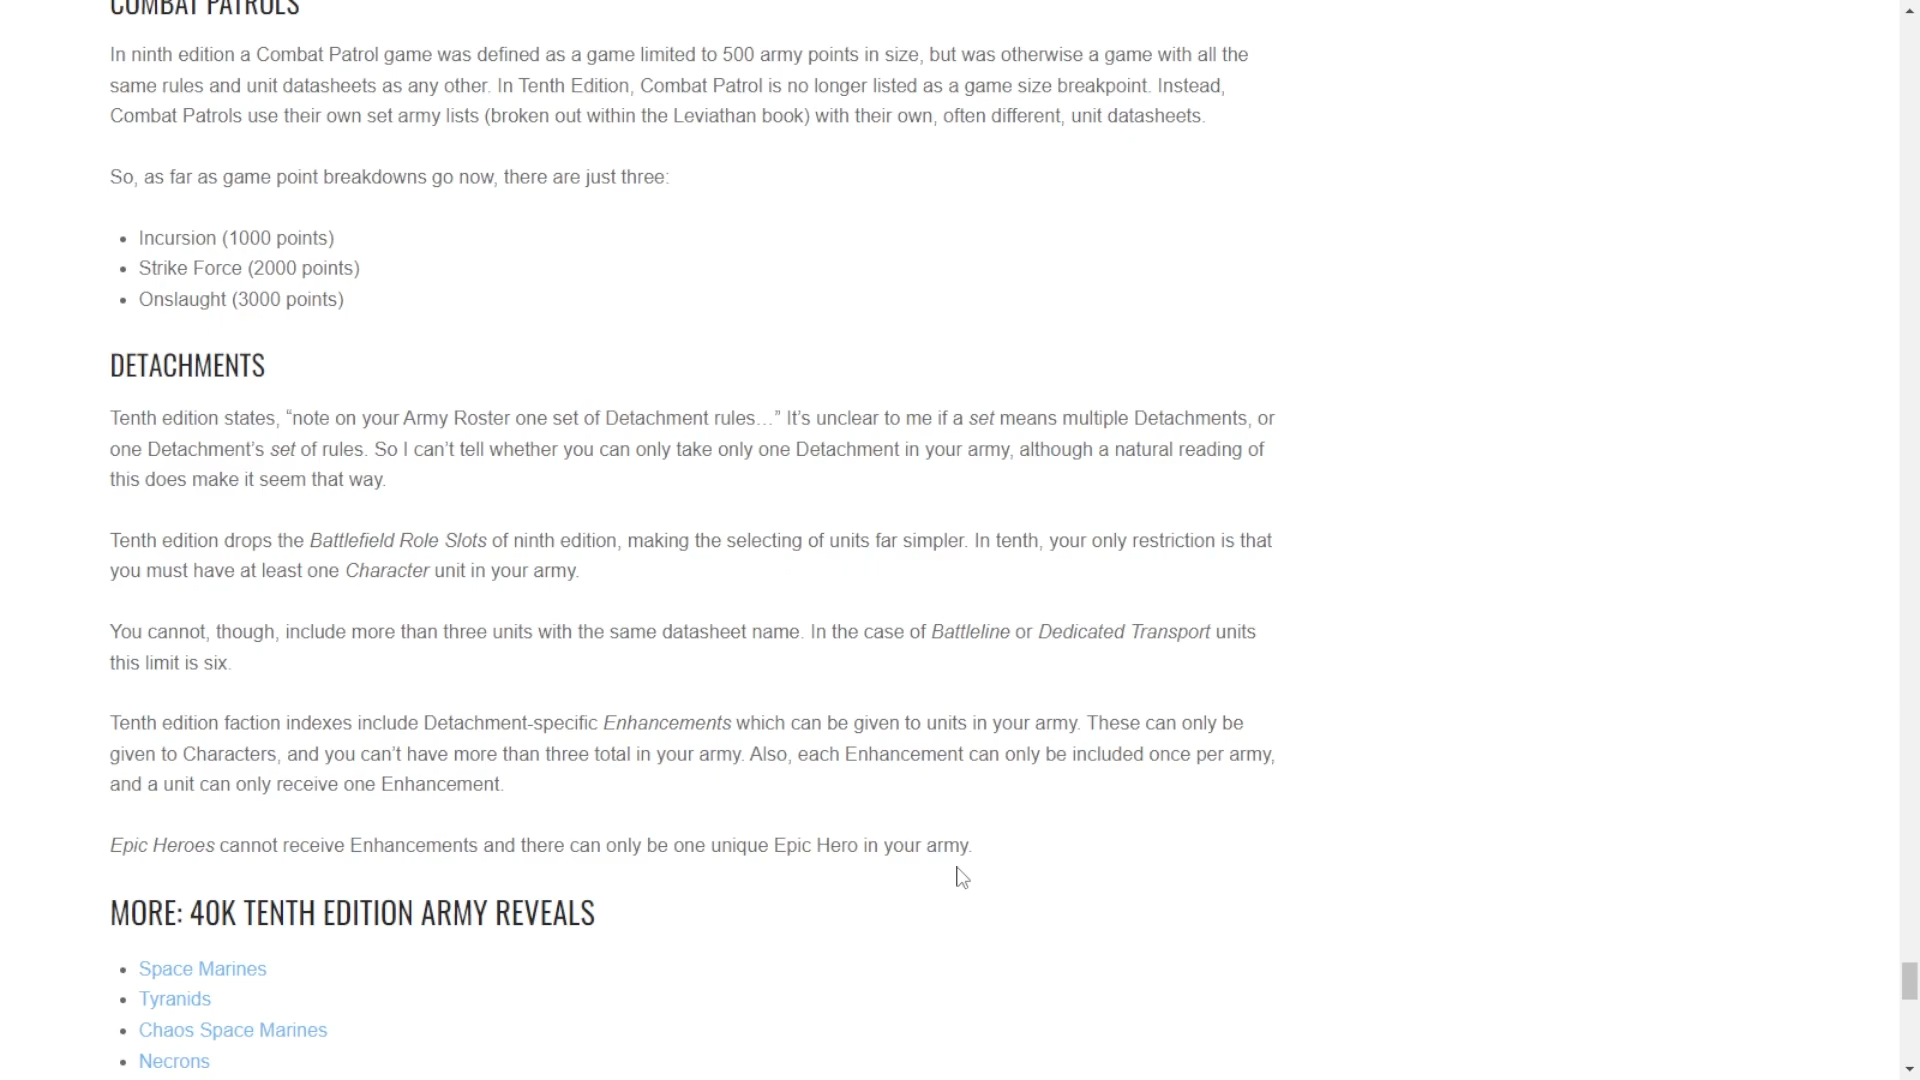 COMBAT PATROLS
In ninth edition a Combat Patrol game was defined as a game limited to 500 army points in size, but was otherwise a game with all the
same rules and unit datasheets as any other. In Tenth Edition, Combat Patrol is no longer listed as a game size breakpoint. Instead,
Combat Patrols use their own set army lists (broken out within the Leviathan book) with their own, often different, unit datasheets.
So, as far as game point breakdowns go now, there are just three:
• Incursion (1000 points)
• Strike Force (2000 points)
• Onslaught (3000 points)
DETACHMENTS
Tenth edition states, “note on your Army Roster one set of Detachment rules…” It’s unclear to me if a set means multiple Detachments, or
one Detachment’s set of rules. So I can’t tell whether you can only take only one Detachment in your army, although a natural reading of
this does make it seem that way.
Tenth edition drops the Battlefield Role Slots of ninth edition, making the selecting of units far simpler. In tenth, your only restriction is that
you must have at least one Character unit in your army.
You cannot, though, include more than three units with the same datasheet name. In the case of Battleline or Dedicated Transport units
this limit is six.
Tenth edition faction indexes include Detachment-specific Enhancements which can be given to units in your army. These can only be
given to Characters, and you can’t have more than three total in your army. Also, each Enhancement can only be included once per army,
and a unit can only receive one Enhancement.
Epic Heroes cannot receive Enhancements and there can only be one unique Epic Hero in your army.
MORE: 40K TENTH EDITION ARMY REVEALS
• Space Marines
• Tyranids
• Chaos Space Marines
• Necrons